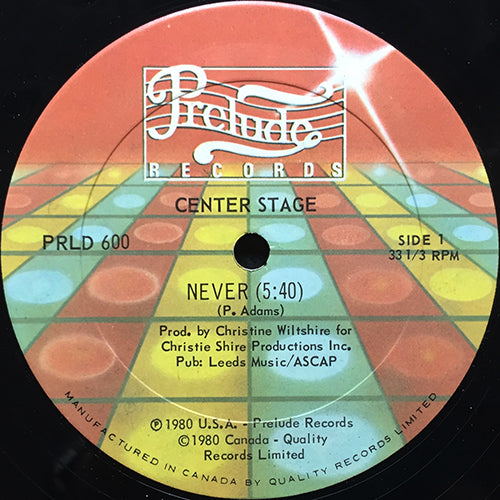 Prelude
RECORDS
CENTER STAGE
PRLD 600
SIDE 1
33 1/3 RPM
NEVER (5:40)
(P. Adams)
Prod. by Christine Wiltshire for
Christie Shire Productions Inc.
Pub: Leeds Music/ASCAP
Ⓟ1980 U.S.A. - Prelude Records
©1980 Canada - Quality
Records Limited
MANUFACTURED IN CANADA BY QUALITY RECORDS LIMITED